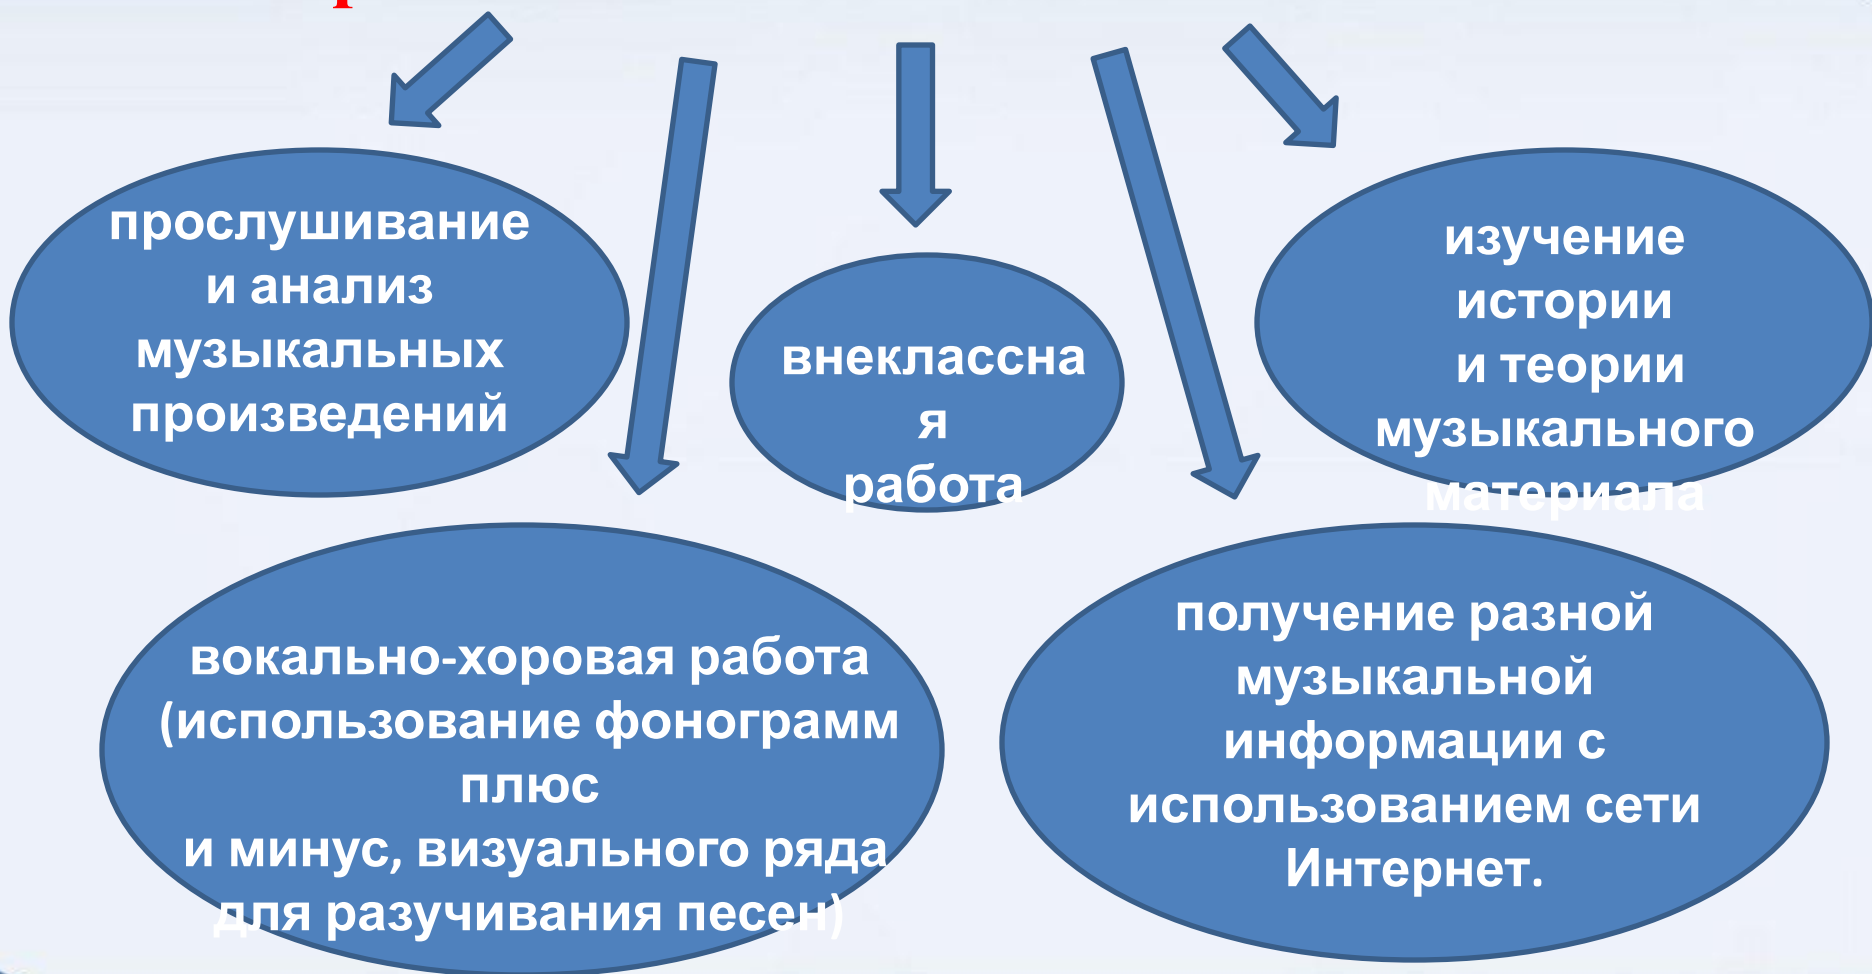 прослушивание
и анализ
музыкальных
произведений
внеклассна
я
работа
изучение
истории
и теории
музыкального
материала
вокально-хоровая работа
(использование фонограмм
плюс
и минус, визуального ряда
для разучивания песен)
получение разной
музыкальной
информации с
использованием сети
Интернет.